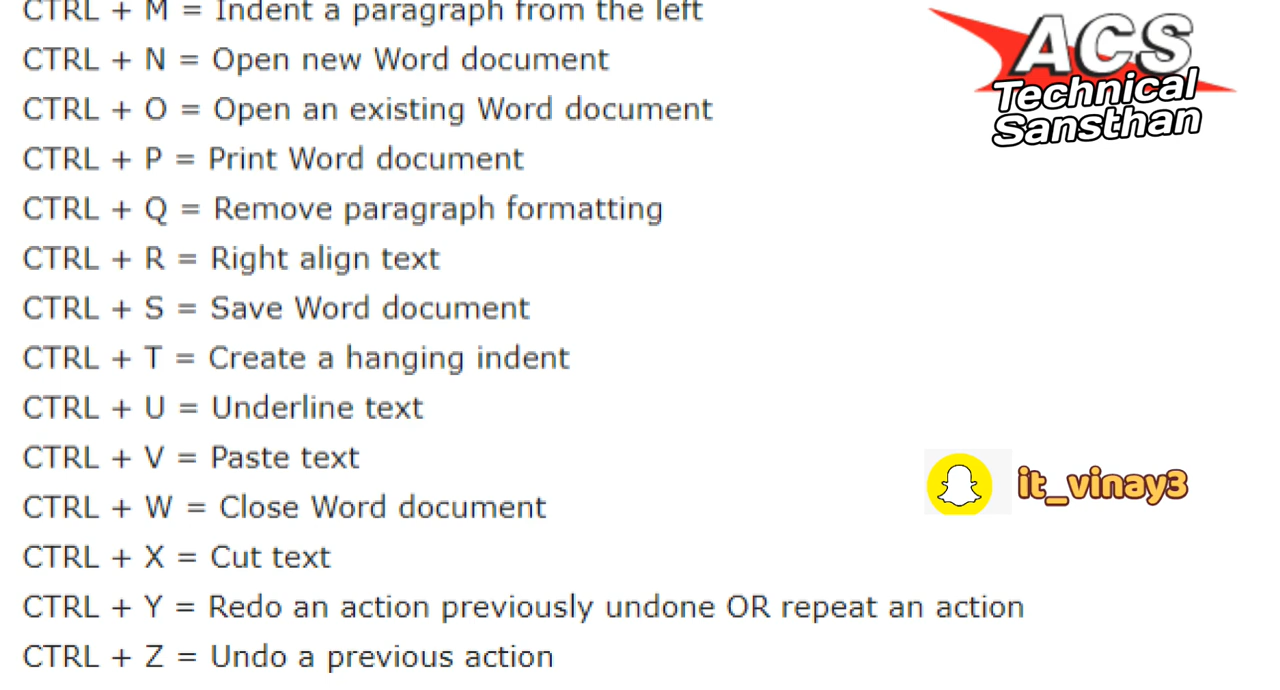 CTRL + M = Indent a paragraph from the left
CTRL + N = Open new Word document
CTRL + O = Open an existing Word document
CTRL + P = Print Word document
CTRL + Q = Remove paragraph formatting
CTRL + R = Right align text
CTRL + S = Save Word document
CTRL + T = Create a hanging indent
CTRL + U = Underline text
CTRL + V = Paste text
CTRL + W = Close Word document
CTRL + X = Cut text
CTRL + Y = Redo an action previously undone OR repeat an action
CTRL + Z = Undo a previous action
ACS
Technical
Sansthan
it_vinay3